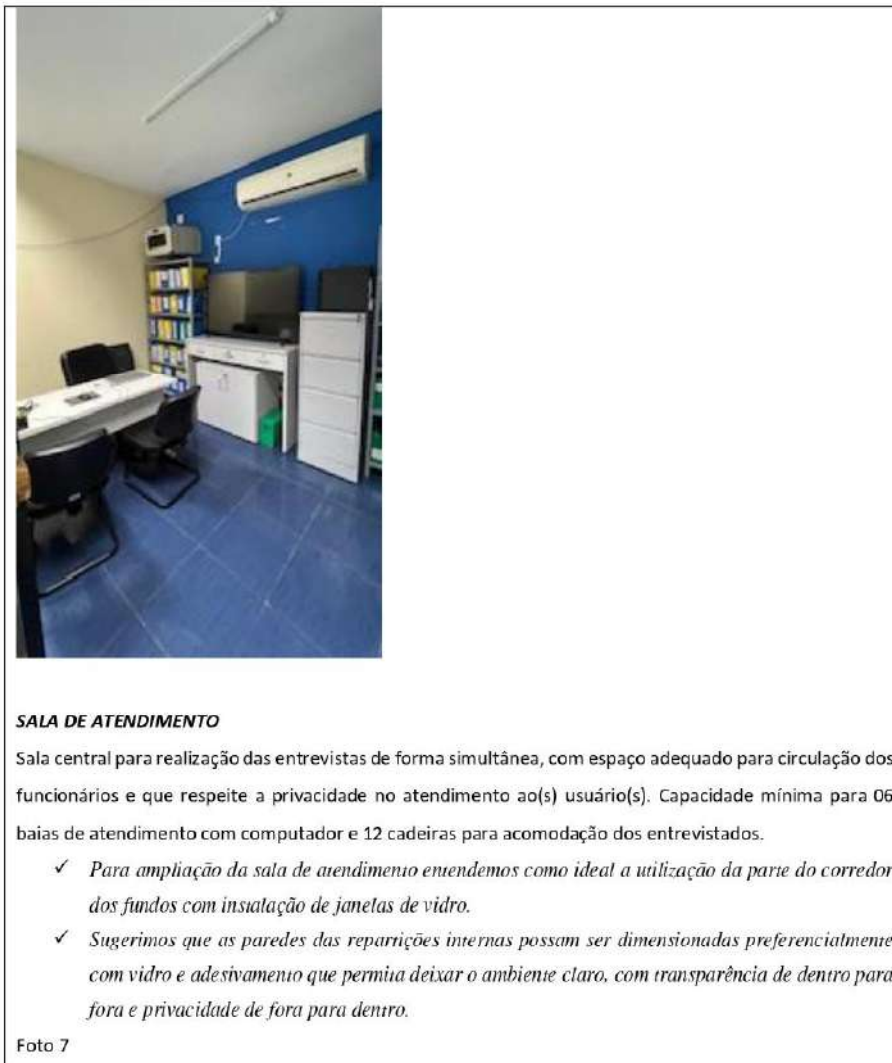 SALA DE ATENDIMENTO
Sala central para realização das entrevistas de forma simultânea, com espaço adequado para circulação dos
funcionários e que respeite a privacidade no atendimento ao(s) usuário(s). Capacidade mínima para 06
baias de atendimento com computador e 12 cadeiras para acomodação dos entrevistados.
✓ Para ampliação da sala de atendimento entendemos como ideal a utilização da parte do corredor
dos fundos com instalação de janelas de vidro.
✓ Sugerimos que as paredes das repartições internas possam ser dimensionadas preferencialmente
com vidro e adesivamento que permita deixar o ambiente claro, com transparência de dentro para
fora e privacidade de fora para dentro.
Foto 7